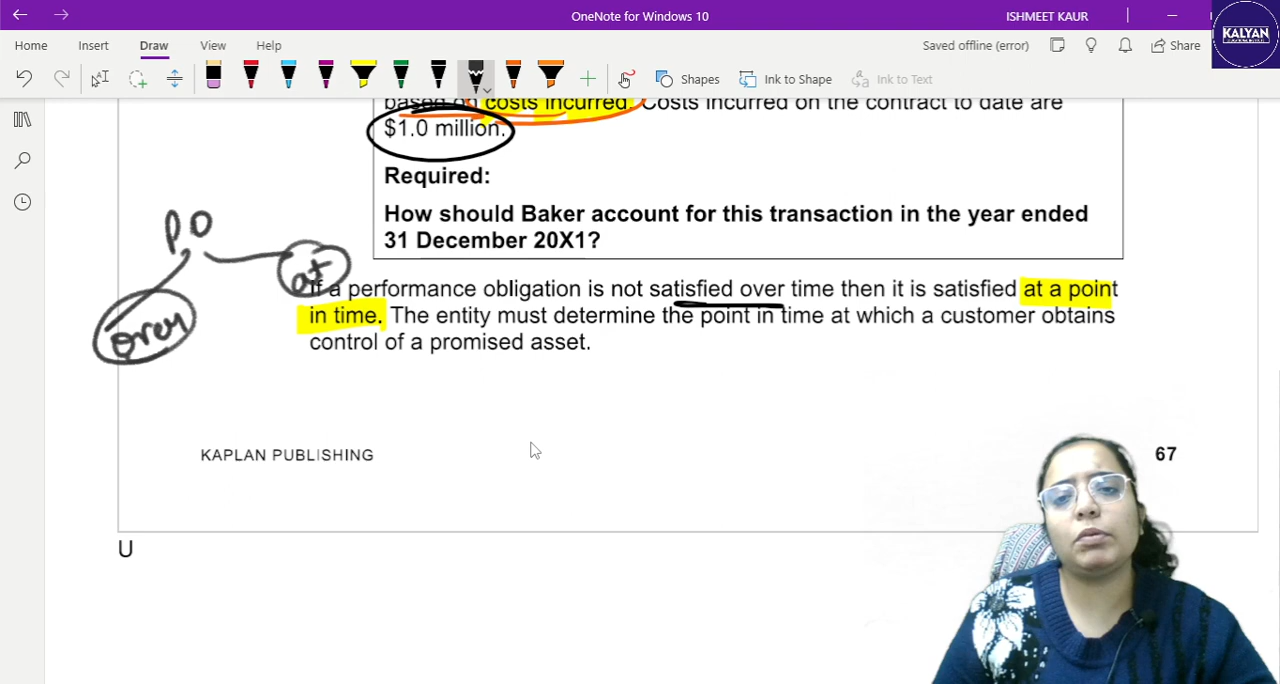 OneNote for Windows 10
ISHMEET KAUR
KALYAN
Home Insert Draw View Help
Saved offline (error)
Share
Shapes
Ink to Shape
Ink to Text
based on costs incurred. Costs incurred on the contract to date are
$1.0 million.
Required:
How should Baker account for this transaction in the year ended
31 December 20X1?
P.O
at
over
If a performance obligation is not satisfied over time then it is satisfied at a point
in time. The entity must determine the point in time at which a customer obtains
control of a promised asset.
KAPLAN PUBLISHING
67
U